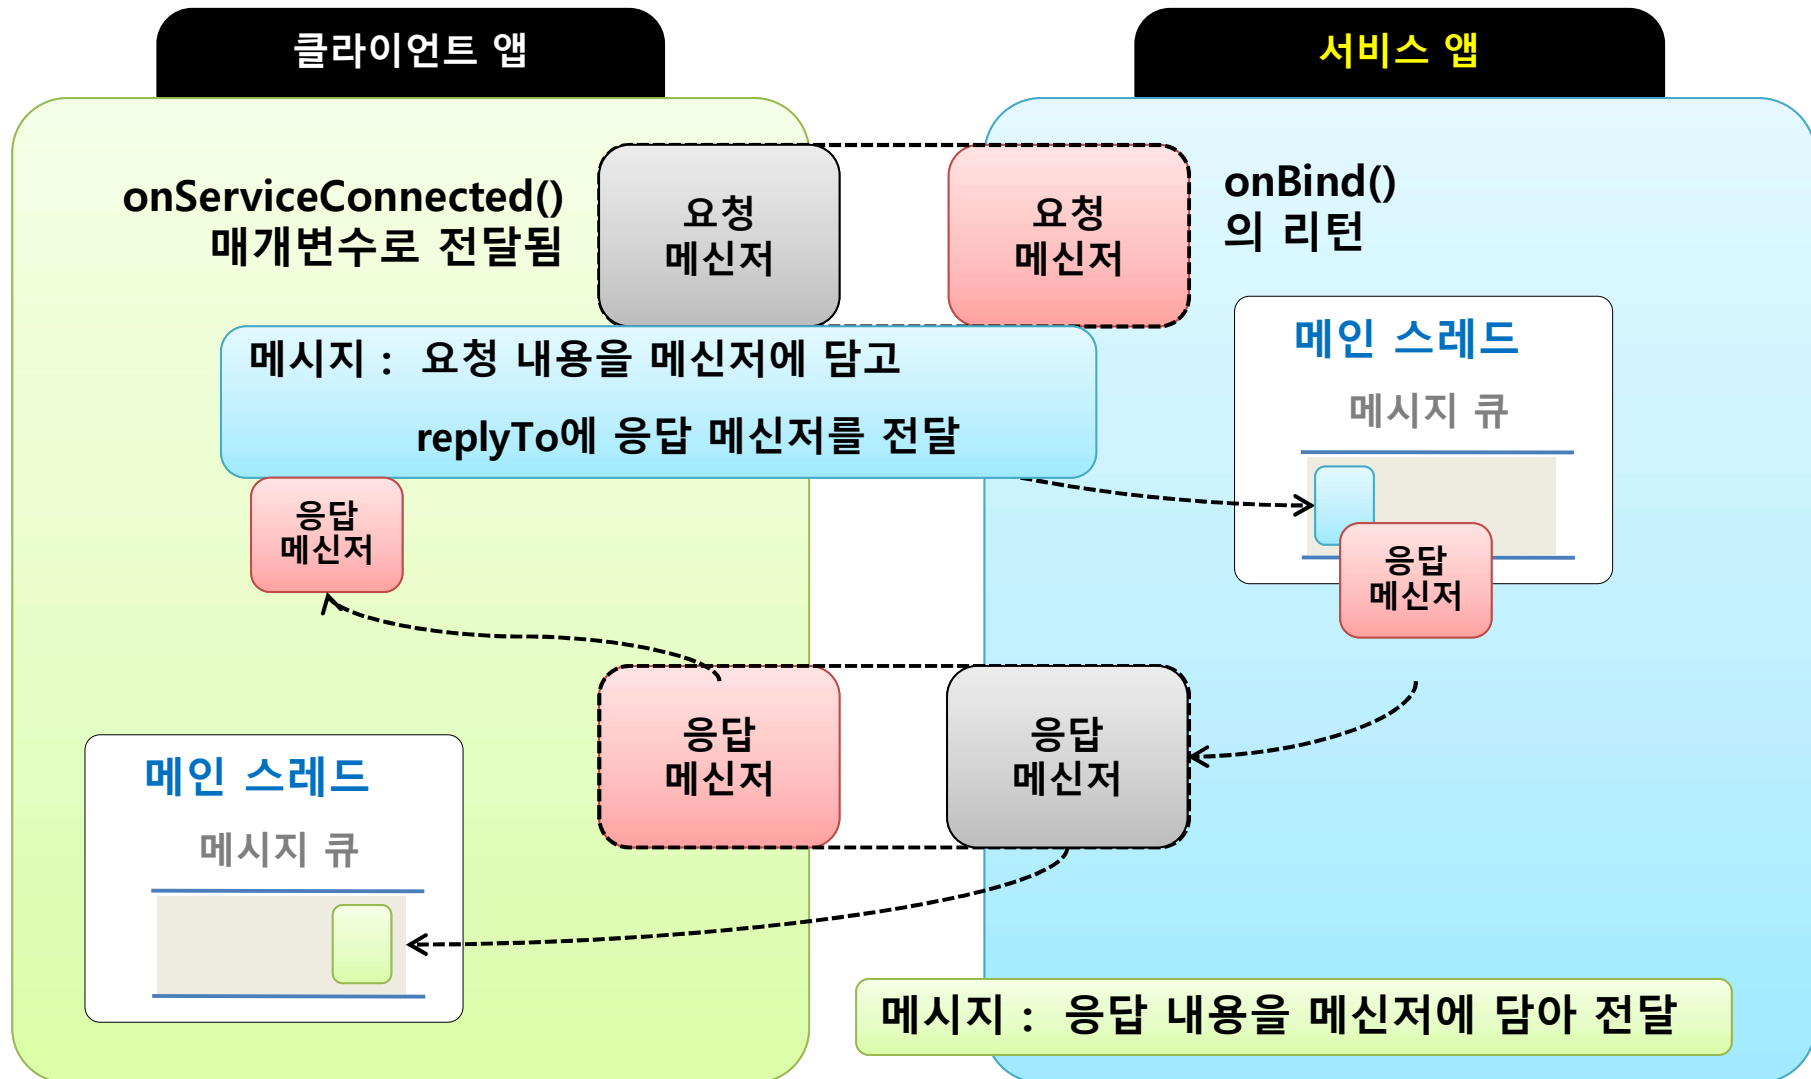 클라이언트 앱
서비스 앱
onServiceConnected()
매개변수로 전달됨
요청
메신저
요청
메신저
onBind()
의 리턴
메시지 : 요청 내용을 메신저에 담고
replyTo에 응답 메신저를 전달
메인 스레드
메시지 큐
응답
메신저
응답
메신저
응답
메신저
응답
메신저
메인 스레드
메시지 큐
메시지 : 응답 내용을 메신저에 담아 전달